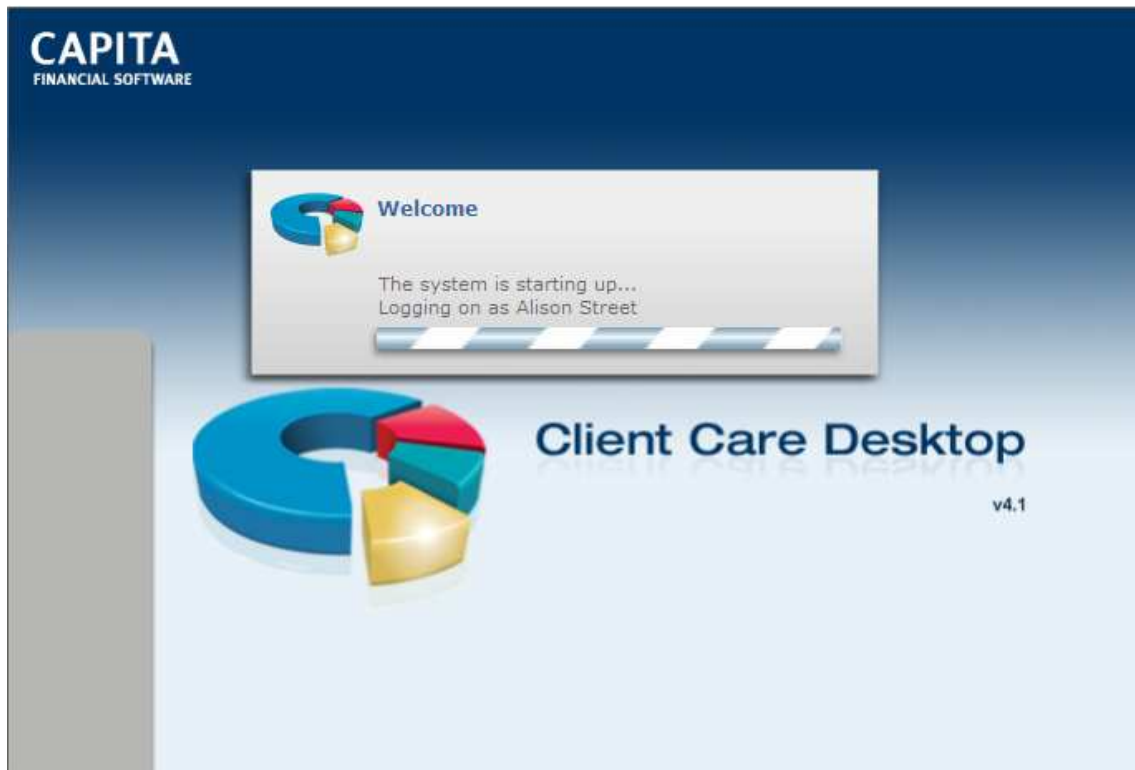 CAPITA
FINANCIAL SOFTWARE
Welcome
The system is starting up...
Logging on as Alison Street
Client Care Desktop
v4.1